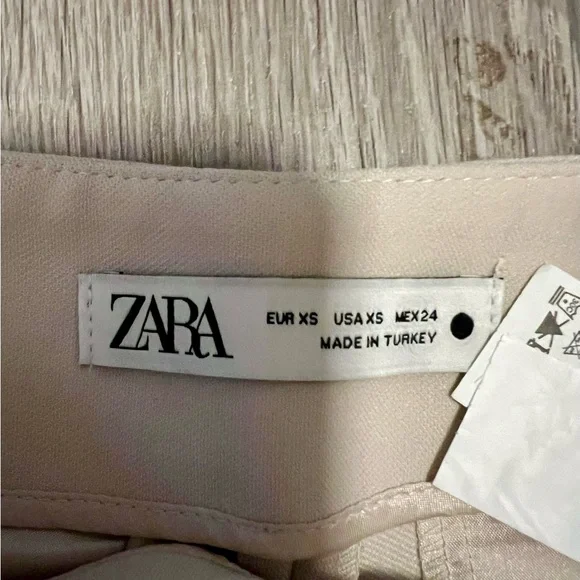 ZARA
EUR XS USA XS MEX 24
MADE IN TURKEY